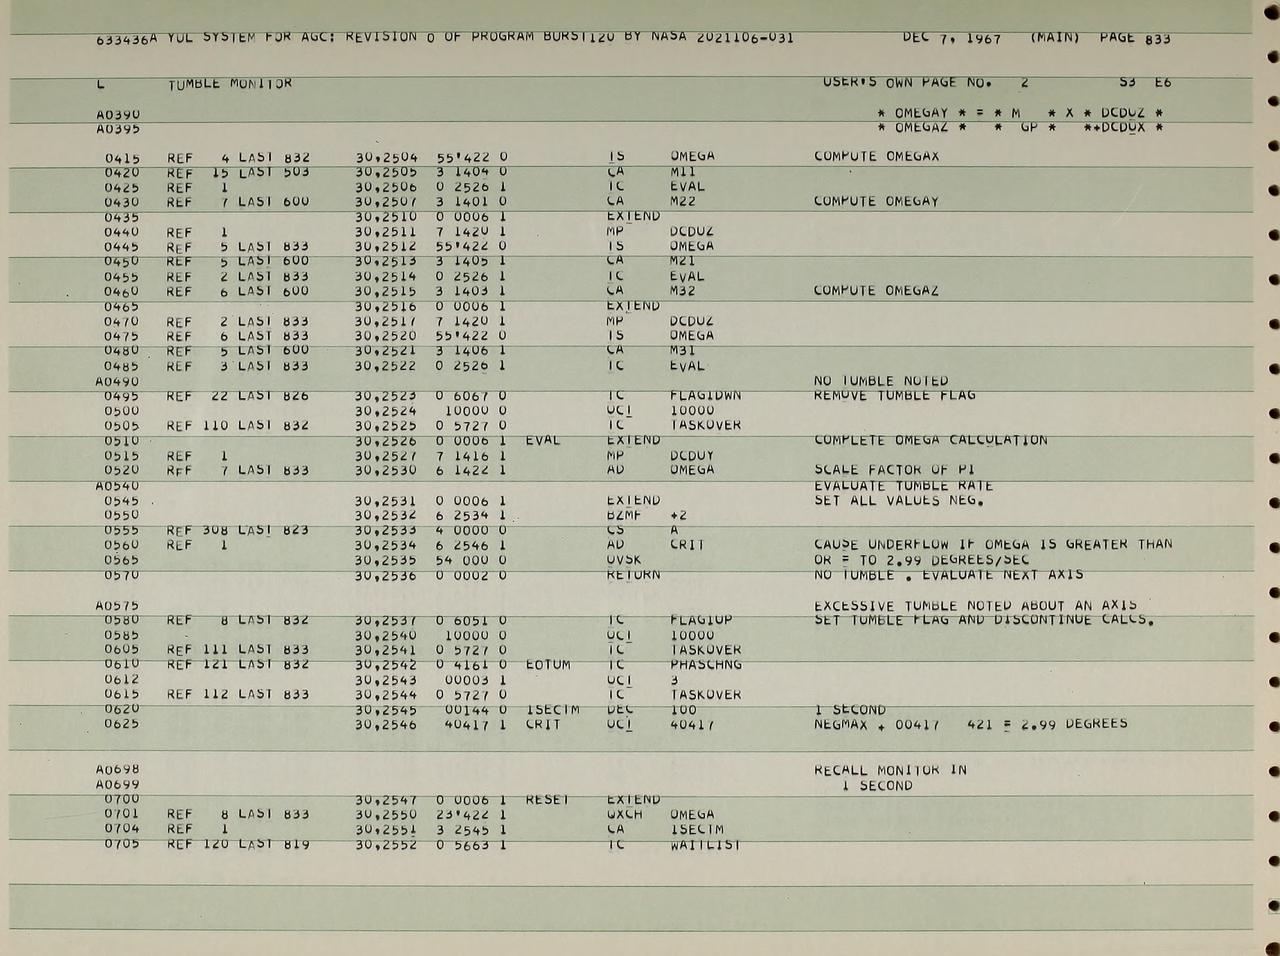 633436A YUL SYSTEM FOR AGC: REVISION 0 OF PROGRAM BURST120 BY NASA 2021106-031 DEC 7, 1967 (MAIN) PAGE 833
L TUMBLE MONITOR USER'S OWN PAGE NO. 2 S3 E6
A0390 * OMEGAY * = * M * X * DCDUZ *
A0395 * OMEGAZ * * GP * *+DCDUX *
0415 REF 4 LAST 832 30,2504 55'422 0 TS OMEGA COMPUTE OMEGAX
0420 REF 15 LAST 503 30,2505 3 1404 0 CA M11
0425 REF 1 30,2506 0 2526 1 TC EVAL
0430 REF 7 LAST 600 30,2507 3 1401 0 CA M22 COMPUTE OMEGAY
0435 30,2510 0 0006 1 EXTEND
0440 REF 1 30,2511 7 1420 1 MP DCDUZ
0445 REF 5 LAST 833 30,2512 55'422 0 TS OMEGA
0450 REF 5 LAST 600 30,2513 3 1405 1 CA M21
0455 REF 2 LAST 833 30,2514 0 2526 1 TC EVAL
0460 REF 6 LAST 600 30,2515 3 1403 1 CA M32 COMPUTE OMEGAZ
0465 30,2516 0 0006 1 EXTEND
0470 REF 2 LAST 833 30,2517 7 1420 1 MP DCDUZ
0475 REF 6 LAST 833 30,2520 55'422 0 TS OMEGA
0480 REF 5 LAST 600 30,2521 3 1406 1 CA M31
0485 REF 3 LAST 833 30,2522 0 2526 1 TC EVAL
A0490 NO TUMBLE NOTED
0495 REF 22 LAST 826 30,2523 0 6067 0 TC FLAG1DWN REMOVE TUMBLE FLAG
0500 30,2524 10000 0 OCT 10000
0505 REF 110 LAST 832 30,2525 0 5727 0 TC TASKOVER
0510 30,2526 0 0006 1 EVAL EXTEND COMPLETE OMEGA CALCULATION
0515 REF 1 30,2527 7 1416 1 MP DCDUY
0520 REF 7 LAST 833 30,2530 6 1422 1 AD OMEGA SCALE FACTOR OF PI
A0540 EVALUATE TUMBLE RATE
0545 30,2531 0 0006 1 EXTEND SET ALL VALUES NEG.
0550 30,2532 6 2534 1 BZMF +2
0555 REF 308 LAST 823 30,2533 4 0000 0 CS A
0560 REF 1 30,2534 6 2546 1 AD CRIT CAUSE UNDERFLOW IF OMEGA IS GREATER THAN
0565 30,2535 54 000 0 OVSK OR = TO 2.99 DEGREES/SEC
0570 30,2536 0 0002 0 RETURN NO TUMBLE . EVALUATE NEXT AXIS
A0575 EXCESSIVE TUMBLE NOTED ABOUT AN AXIS
0580 REF 8 LAST 832 30,2537 0 6051 0 TC FLAG1UP SET TUMBLE FLAG AND DISCONTINUE CALCS.
0585 30,2540 10000 0 OCT 10000
0605 REF 111 LAST 833 30,2541 0 5727 0 TC TASKOVER
0610 REF 121 LAST 832 30,2542 0 4161 0 EOTUM TC PHASCHNG
0612 30,2543 00003 1 OCT 3
0615 REF 112 LAST 833 30,2544 0 5727 0 TC TASKOVER
0620 30,2545 00144 0 1SECTM DEC 100 1 SECOND
0625 30,2546 40417 1 CRIT OCT 40417 NEGMAX + 00417 421 = 2.99 DEGREES
A0698 RECALL MONITOR IN
A0699 1 SECOND
0700 30,2547 0 0006 1 RESET EXTEND
0701 REF 8 LAST 833 30,2550 23'422 1 QXCH OMEGA
0704 REF 1 30,2551 3 2545 1 CA 1SECTM
0705 REF 120 LAST 819 30,2552 0 5663 1 TC WAITLIST